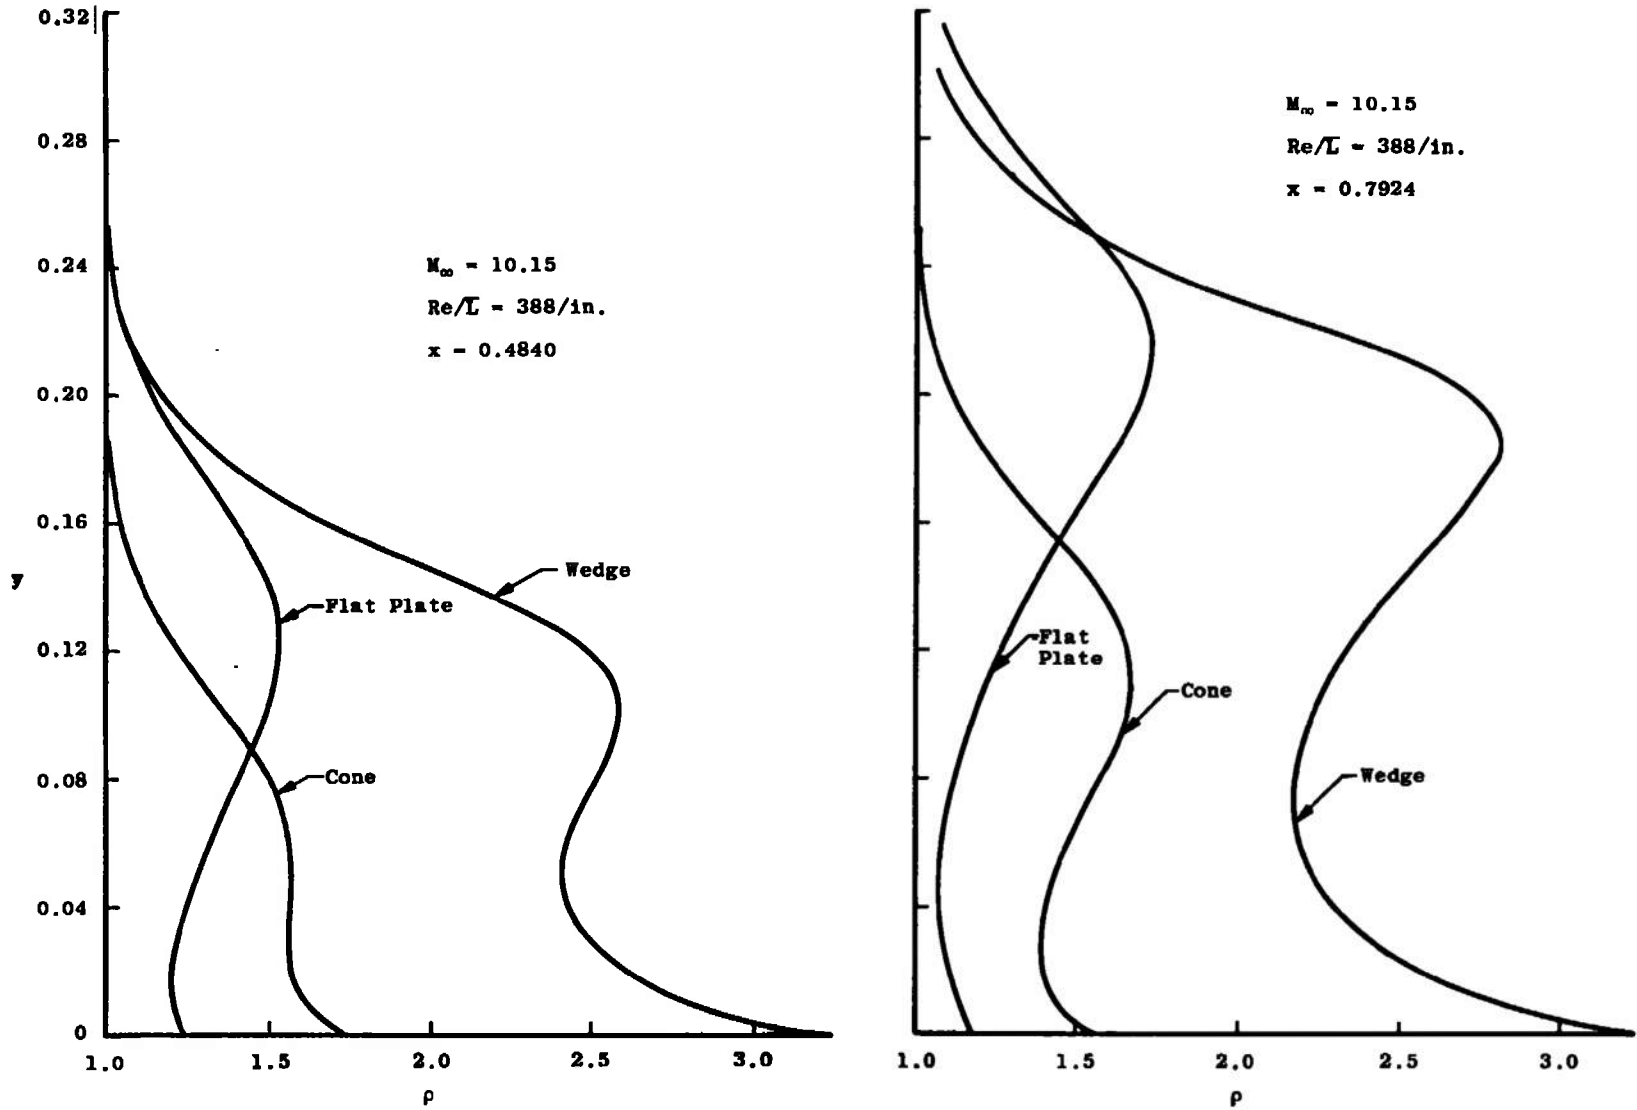 0.32
0.28
0.24
0.20
0.16
y
0.12
0.08
0.04
0
1.0 1.5 2.0 2.5 3.0
ρ
M∞ = 10.15
Re/L̅ = 388/in.
x = 0.4840
Wedge
Flat Plate
Cone
M∞ = 10.15
Re/L̅ = 388/in.
x = 0.7924
Flat
Plate
Cone
Wedge
1.0 1.5 2.0 2.5 3.0
ρ